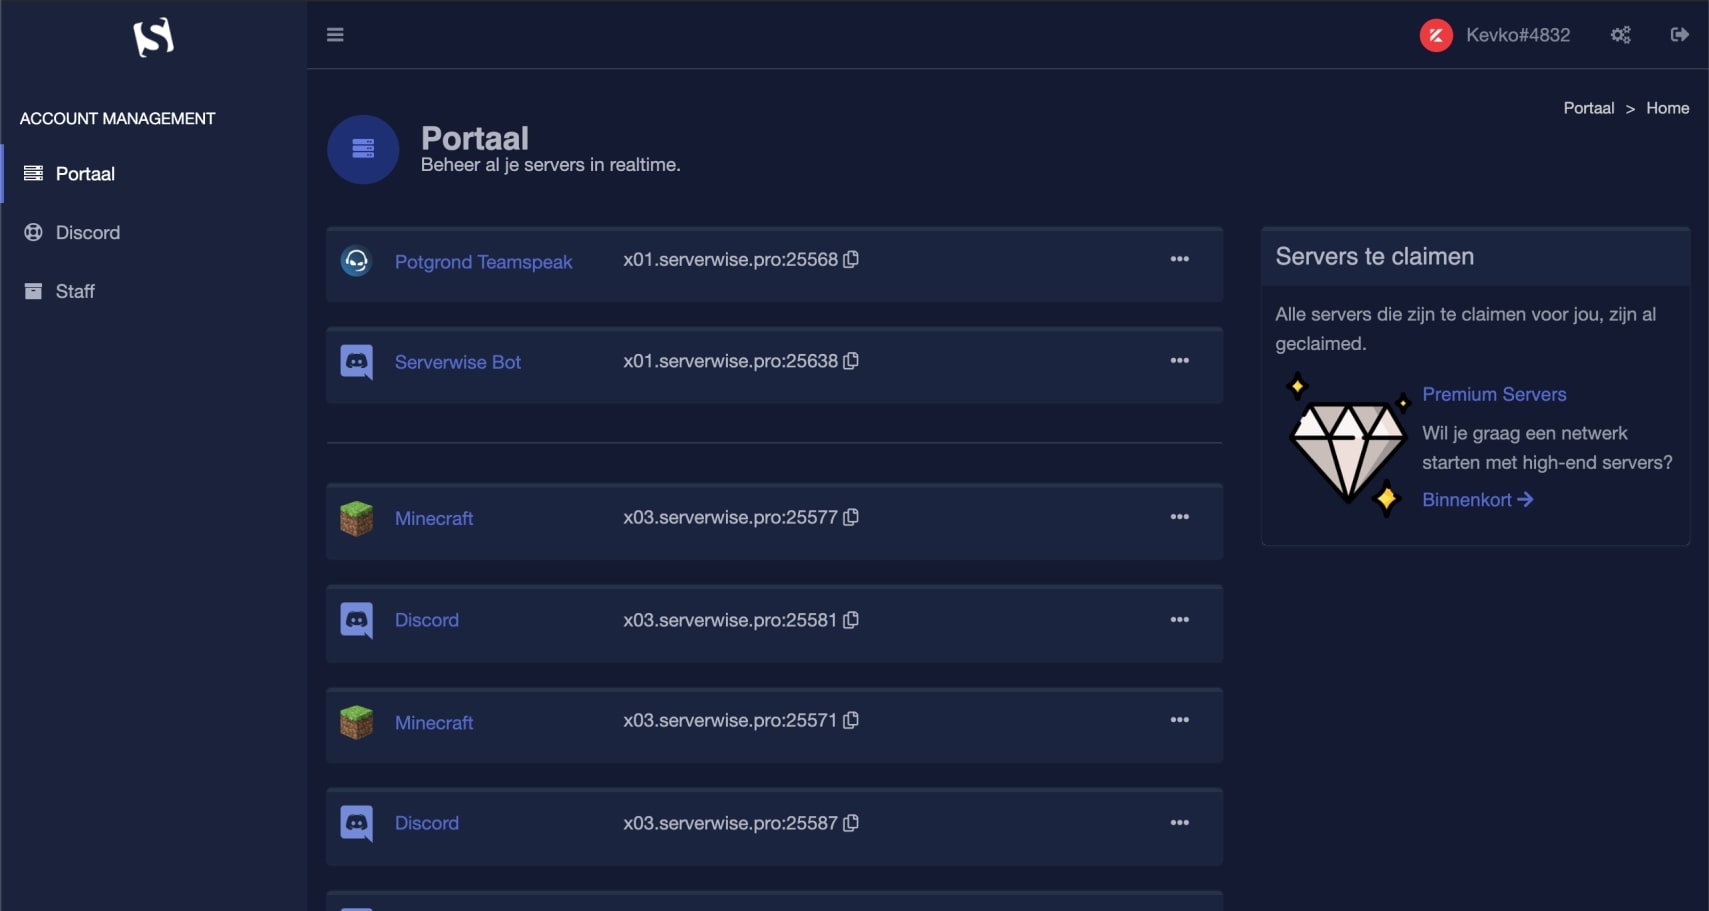 Kevko#4832
ACCOUNT MANAGEMENT
Portaal
Discord
Staff
Portaal > Home
Portaal
Beheer al je servers in realtime.
Potgrond Teamspeak x01.serverwise.pro:25568
Serverwise Bot x01.serverwise.pro:25638
Minecraft x03.serverwise.pro:25577
Discord x03.serverwise.pro:25581
Minecraft x03.serverwise.pro:25571
Discord x03.serverwise.pro:25587
Servers te claimen
Alle servers die zijn te claimen voor jou, zijn al
geclaimed.
Premium Servers
Wil je graag een netwerk
starten met high-end servers?
Binnenkort